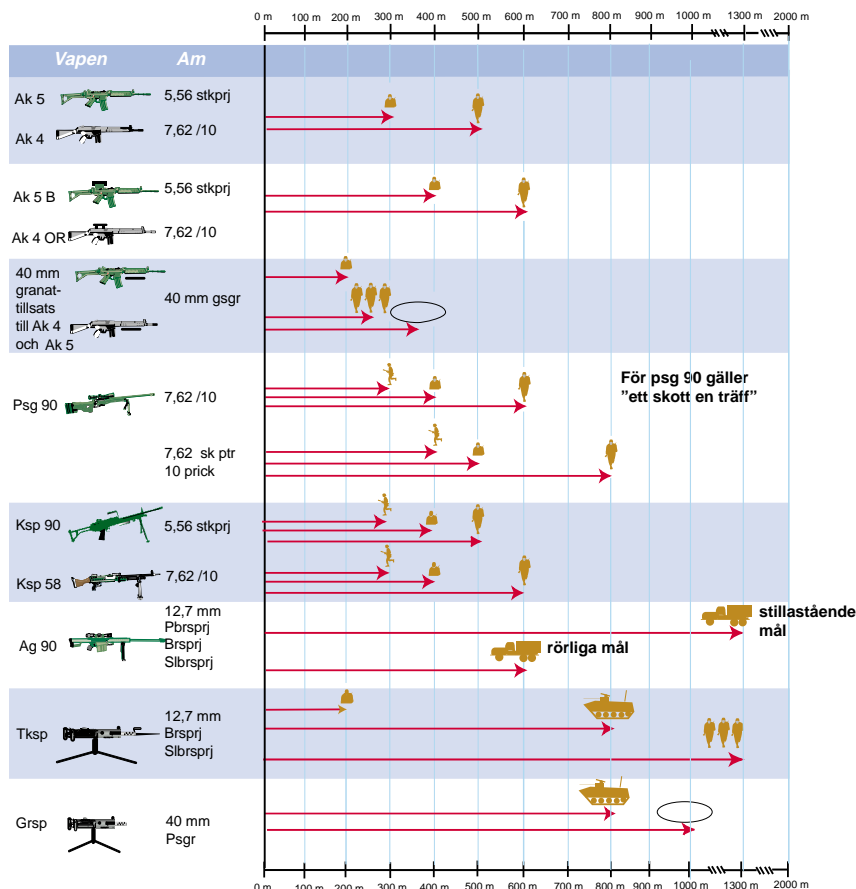 0 m 100 m 200 m 300 m 400 m 500 m 600 m 800 m 900 m 1000 m 1300 m 2000 m
Vapen Am
Ak 5 5,56 stkprj
Ak 4 7,62 /10
Ak 5 B 5,56 stkprj
Ak 4 OR 7,62 /10
40 mm
granat-
tillsats
till Ak 4
och Ak 5
40 mm gsgr
Psg 90 7,62 /10
För psg 90 gäller
”ett skott en träff”
7,62 sk ptr
10 prick
Ksp 90 5,56 stkprj
Ksp 58 7,62 /10
Ag 90
12,7 mm
Pbrsprj
Brsprj
Slbrsprj
stillastående
mål
rörliga mål
Tksp
12,7 mm
Brsprj
Slbrsprj
Grsp
40 mm
Psgr
0 m 100 m 200 m 300 m 400 m 500 m 600 m 800 m 900 m 1000 m 1300 m 2000 m